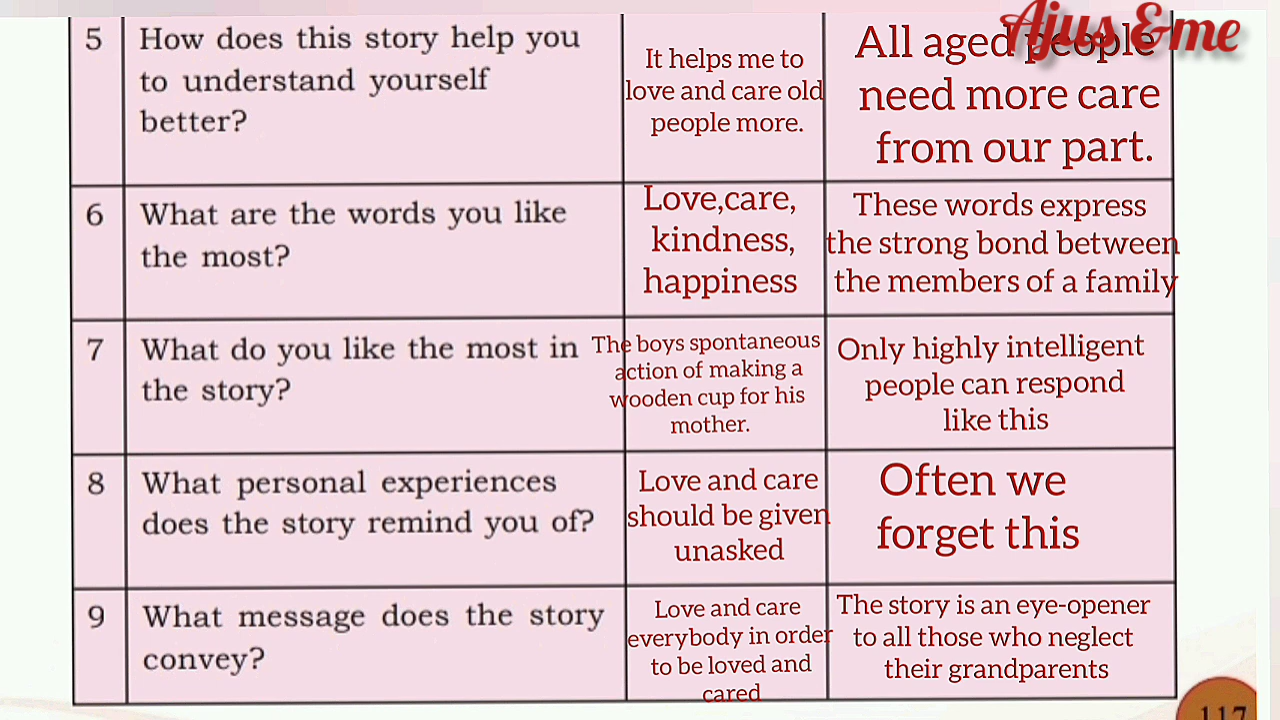 Ajus & me
5 How does this story help you
to understand yourself
better?
It helps me to
love and care old
people more.
All aged people
need more care
from our part.
6 What are the words you like
the most?
Love,care,
kindness,
happiness
These words express
the strong bond between
the members of a family
7 What do you like the most in
the story?
The boys spontaneous
action of making a
wooden cup for his
mother.
Only highly intelligent
people can respond
like this
8 What personal experiences
does the story remind you of?
Love and care
should be given
unasked
Often we
forget this
9 What message does the story
convey?
Love and care
everybody in order
to be loved and
cared
The story is an eye-opener
to all those who neglect
their grandparents
117